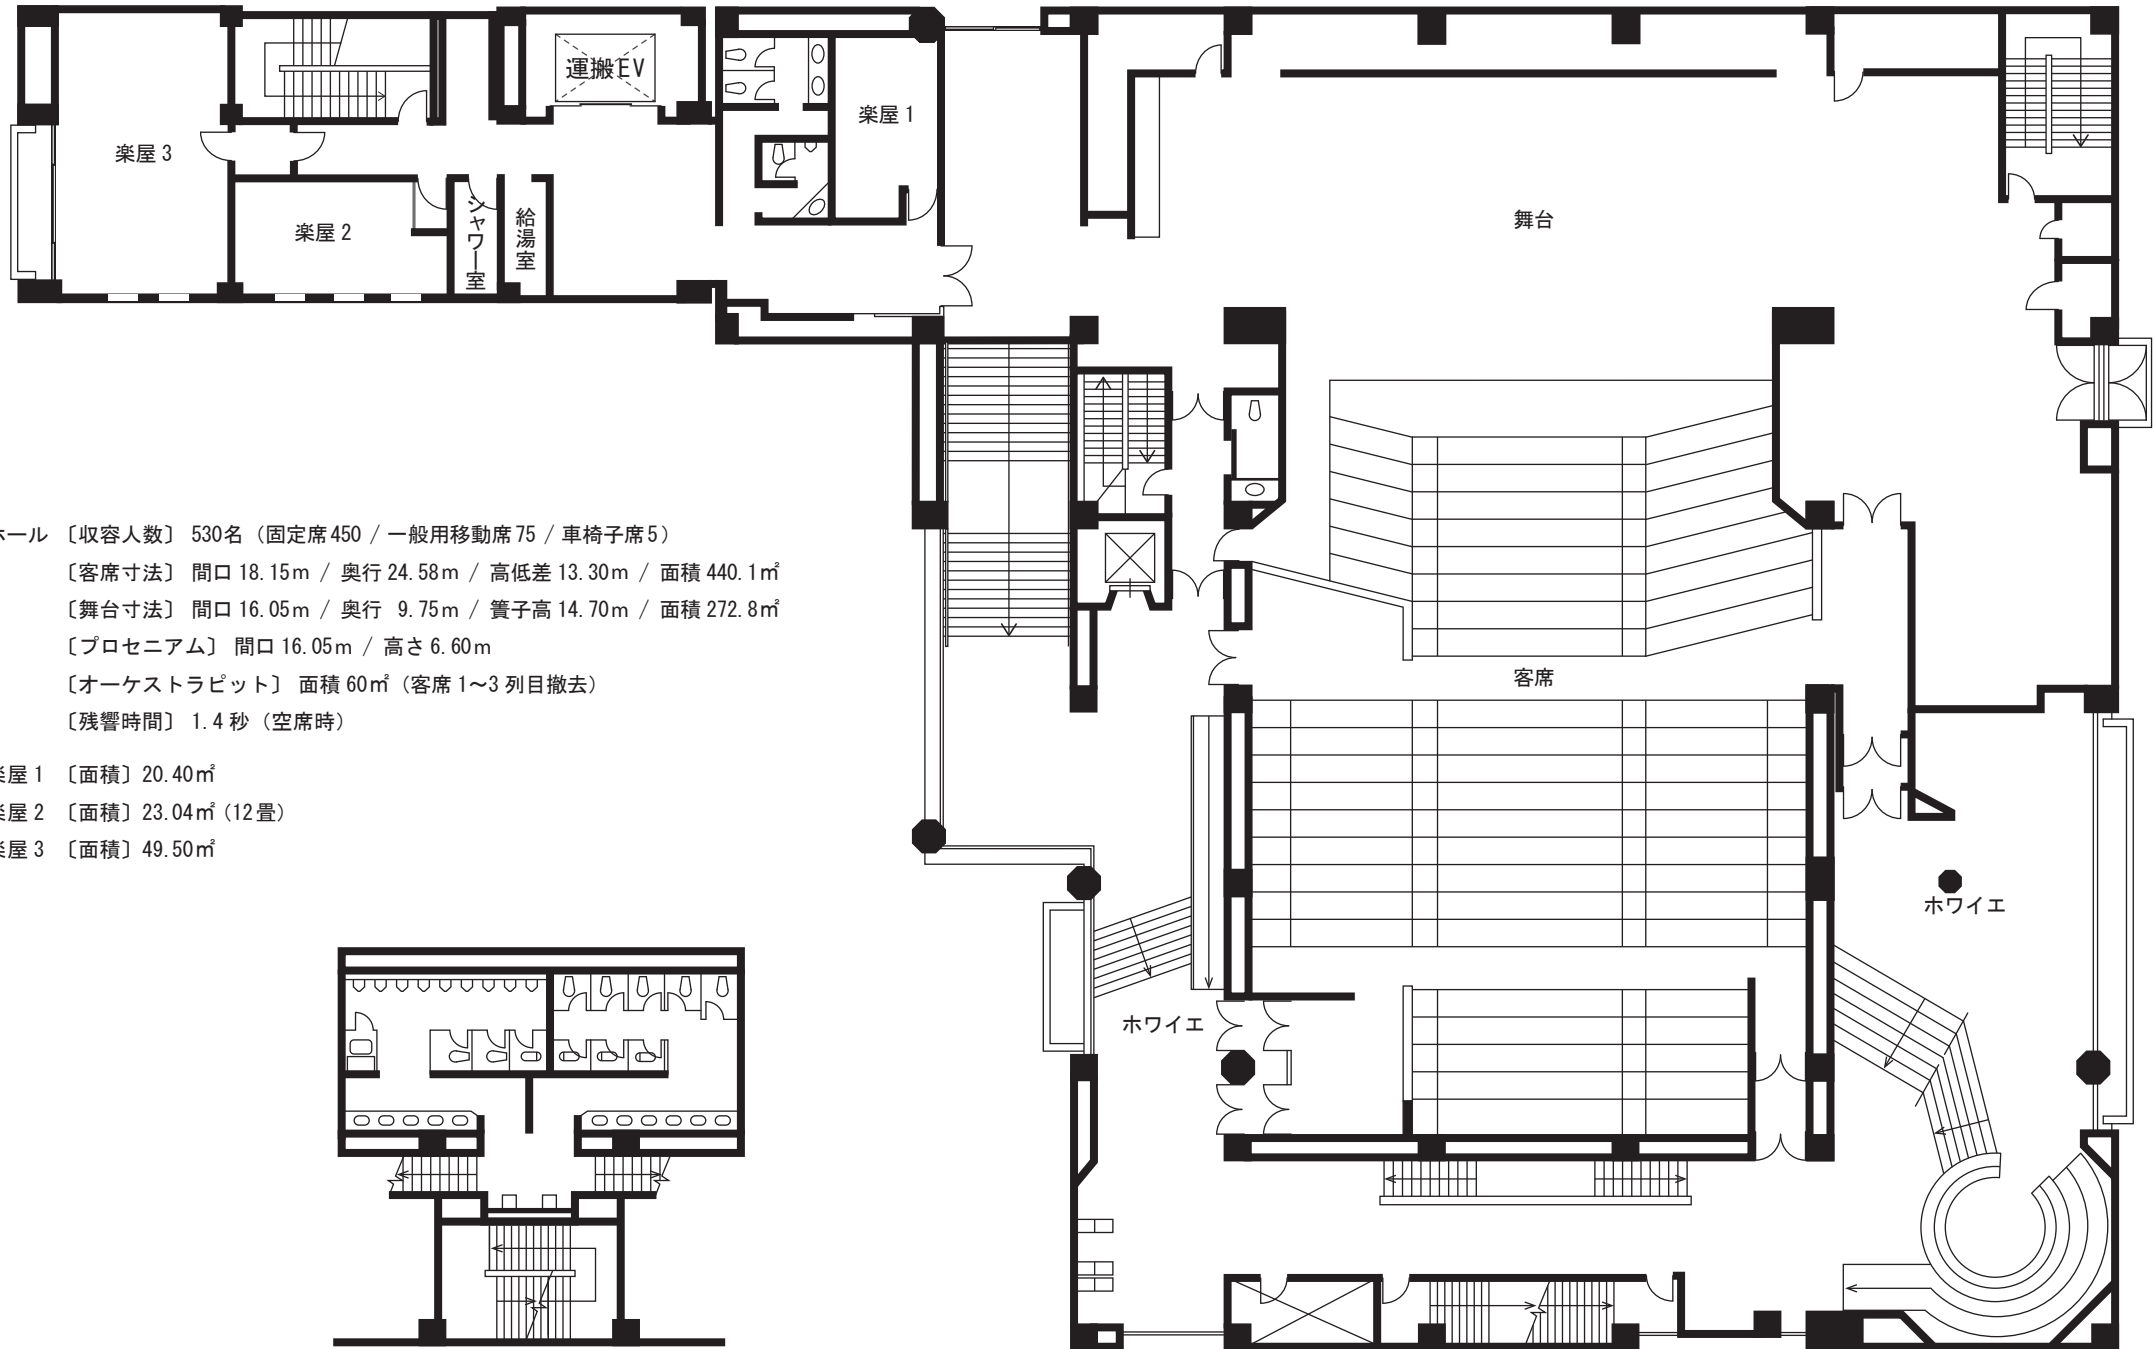 運搬EV
楽屋 1
楽屋 3
楽屋 2
シャワー室
給湯室
舞台
ホール 〔収容人数〕 530名（固定席450 / 一般用移動席75 / 車椅子席5）
〔客席寸法〕 間口 18.15m / 奥行 24.58m / 高低差 13.30m / 面積 440.1㎡
〔舞台寸法〕 間口 16.05m / 奥行 9.75m / 簀子高 14.70m / 面積 272.8㎡
〔プロセニアム〕 間口 16.05m / 高さ 6.60m
〔オーケストラピット〕 面積 60㎡（客席 1〜3 列目撤去）
〔残響時間〕 1.4 秒（空席時）
楽屋 1 〔面積〕20.40㎡
楽屋 2 〔面積〕23.04㎡（12畳）
楽屋 3 〔面積〕49.50㎡
客席
ホワイエ
ホワイエ